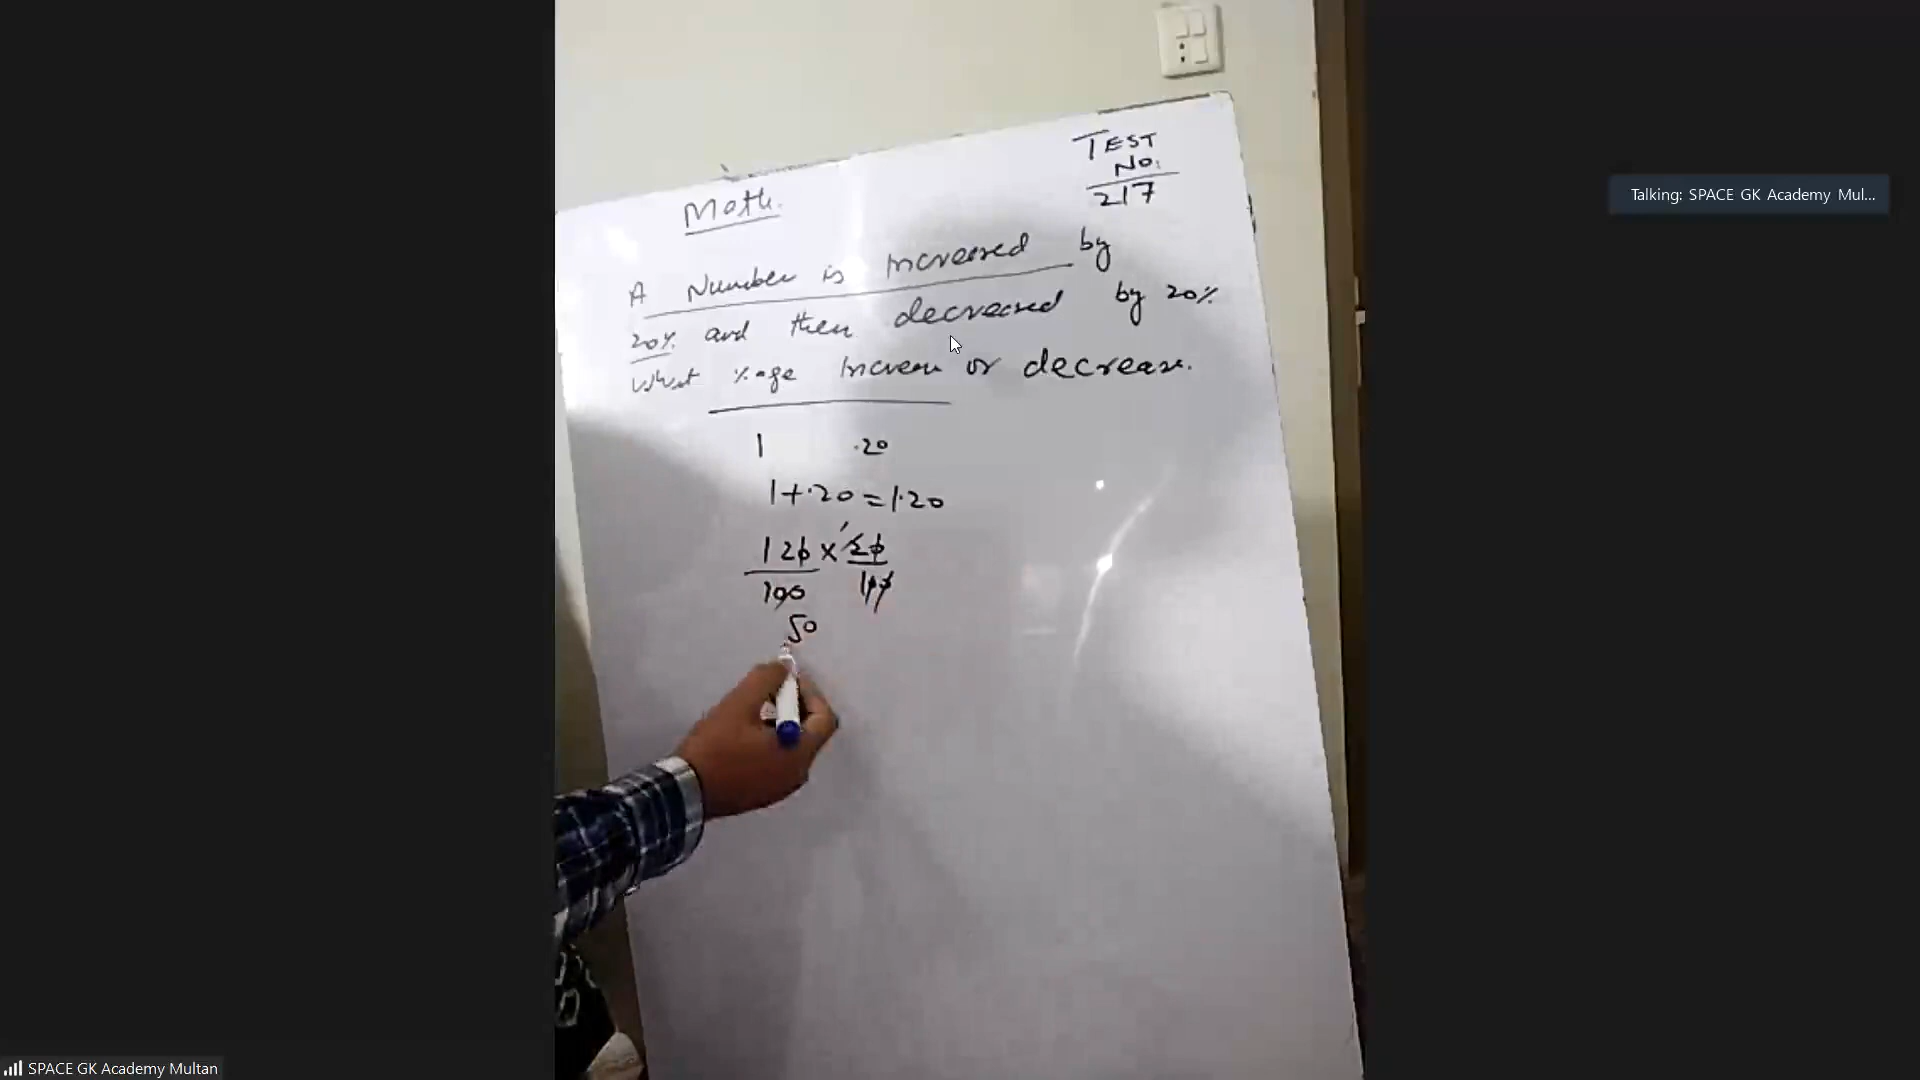 TEST
No.
217
Math.
A Number is increased by
20% and then decreased by 20%
what %age increase or decrease.
1 .20
1+.20=1.20
120 × 20
100 100
50
Talking: SPACE GK Academy Mul...
SPACE GK Academy Multan